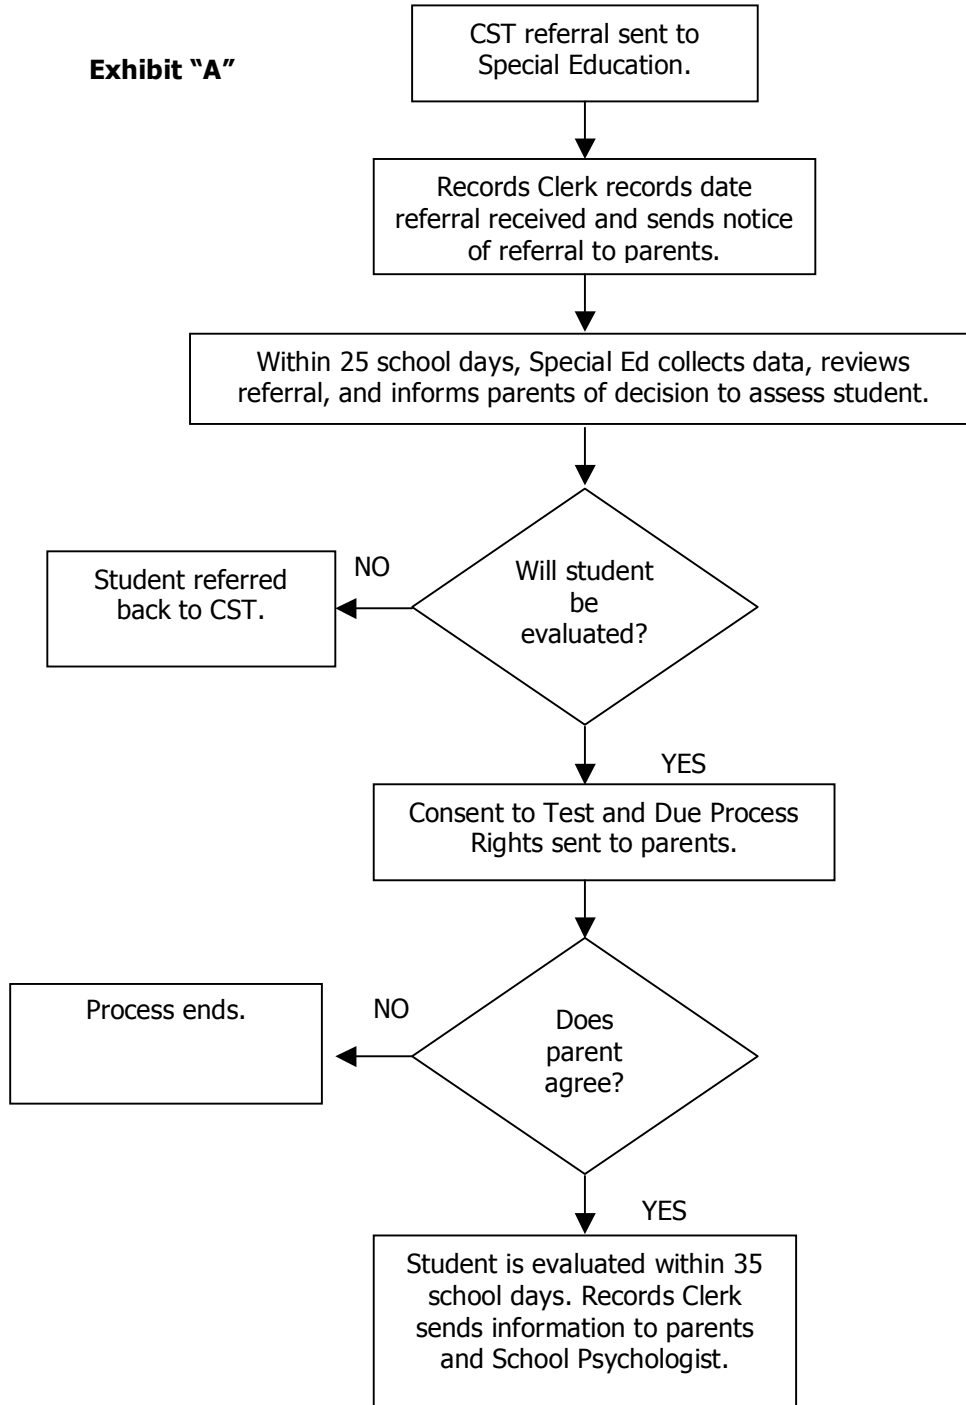 Exhibit “A”
CST referral sent to
Special Education.
Records Clerk records date
referral received and sends notice
of referral to parents.
Within 25 school days, Special Ed collects data, reviews
referral, and informs parents of decision to assess student.
Will student
be
evaluated?
NO
Student referred
back to CST.
YES
Consent to Test and Due Process
Rights sent to parents.
Does
parent
agree?
NO
Process ends.
YES
Student is evaluated within 35
school days. Records Clerk
sends information to parents
and School Psychologist.